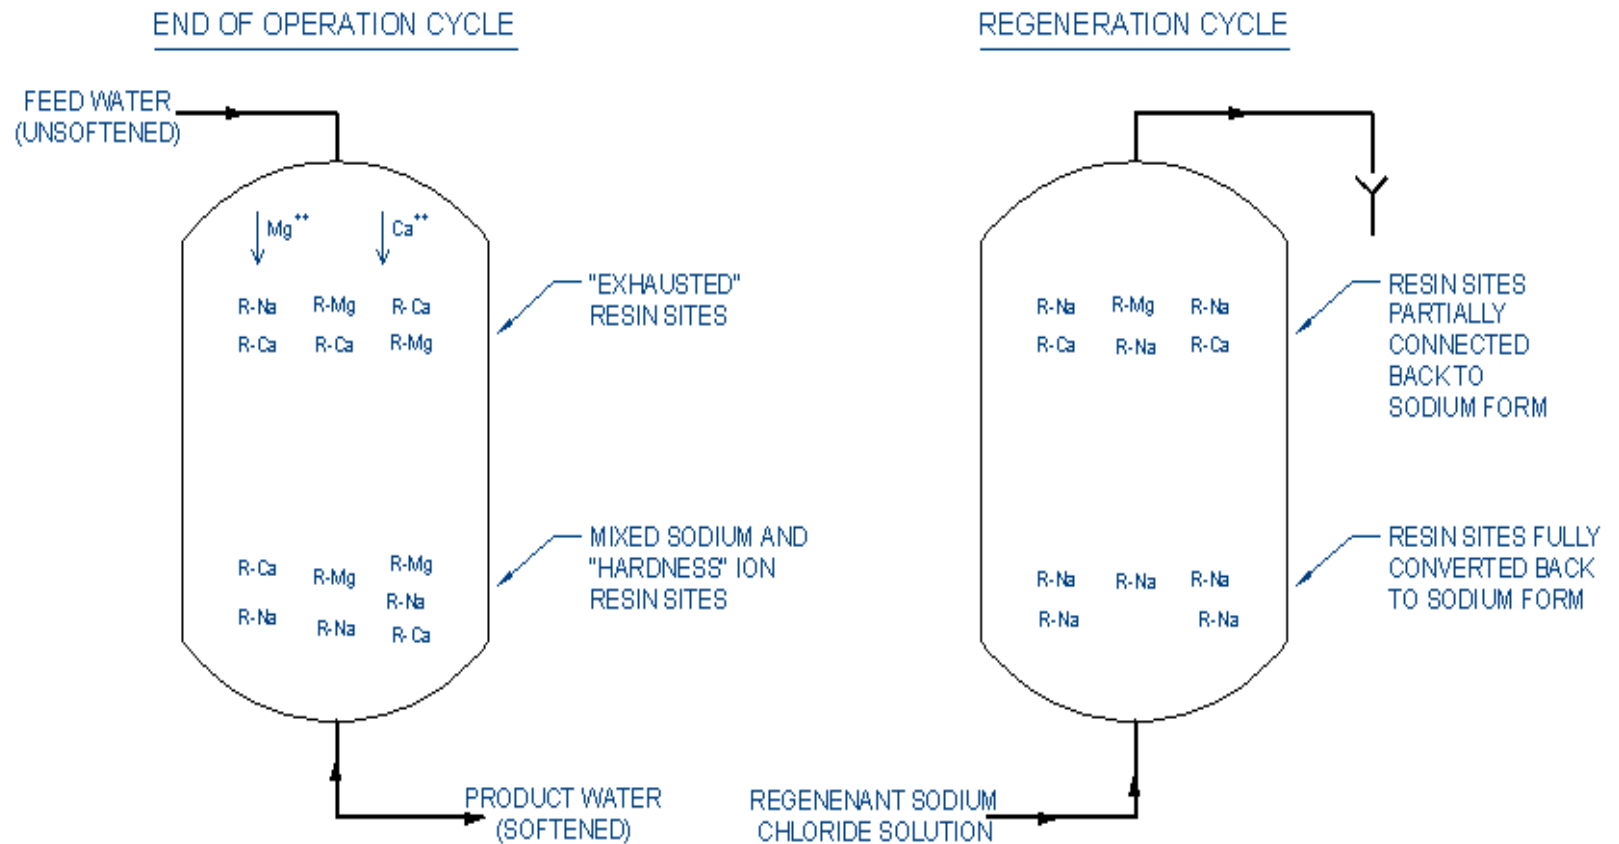 END OF OPERATION CYCLE
REGENERATION CYCLE
FEED WATER
(UNSOFTENED)
Mg++
Ca++
R-Na R-Mg R-Ca
R-Ca R-Ca R-Mg
"EXHAUSTED"
RESIN SITES
R-Ca R-Mg R-Mg
R-Na
R-Na R-Na R-Ca
MIXED SODIUM AND
"HARDNESS" ION
RESIN SITES
PRODUCT WATER
(SOFTENED)
R-Na R-Mg R-Na
R-Ca R-Na R-Ca
RESIN SITES
PARTIALLY
CONNECTED
BACK TO
SODIUM FORM
R-Na R-Na R-Na
R-Na R-Na
RESIN SITES FULLY
CONVERTED BACK
TO SODIUM FORM
REGENENANT SODIUM
CHLORIDE SOLUTION